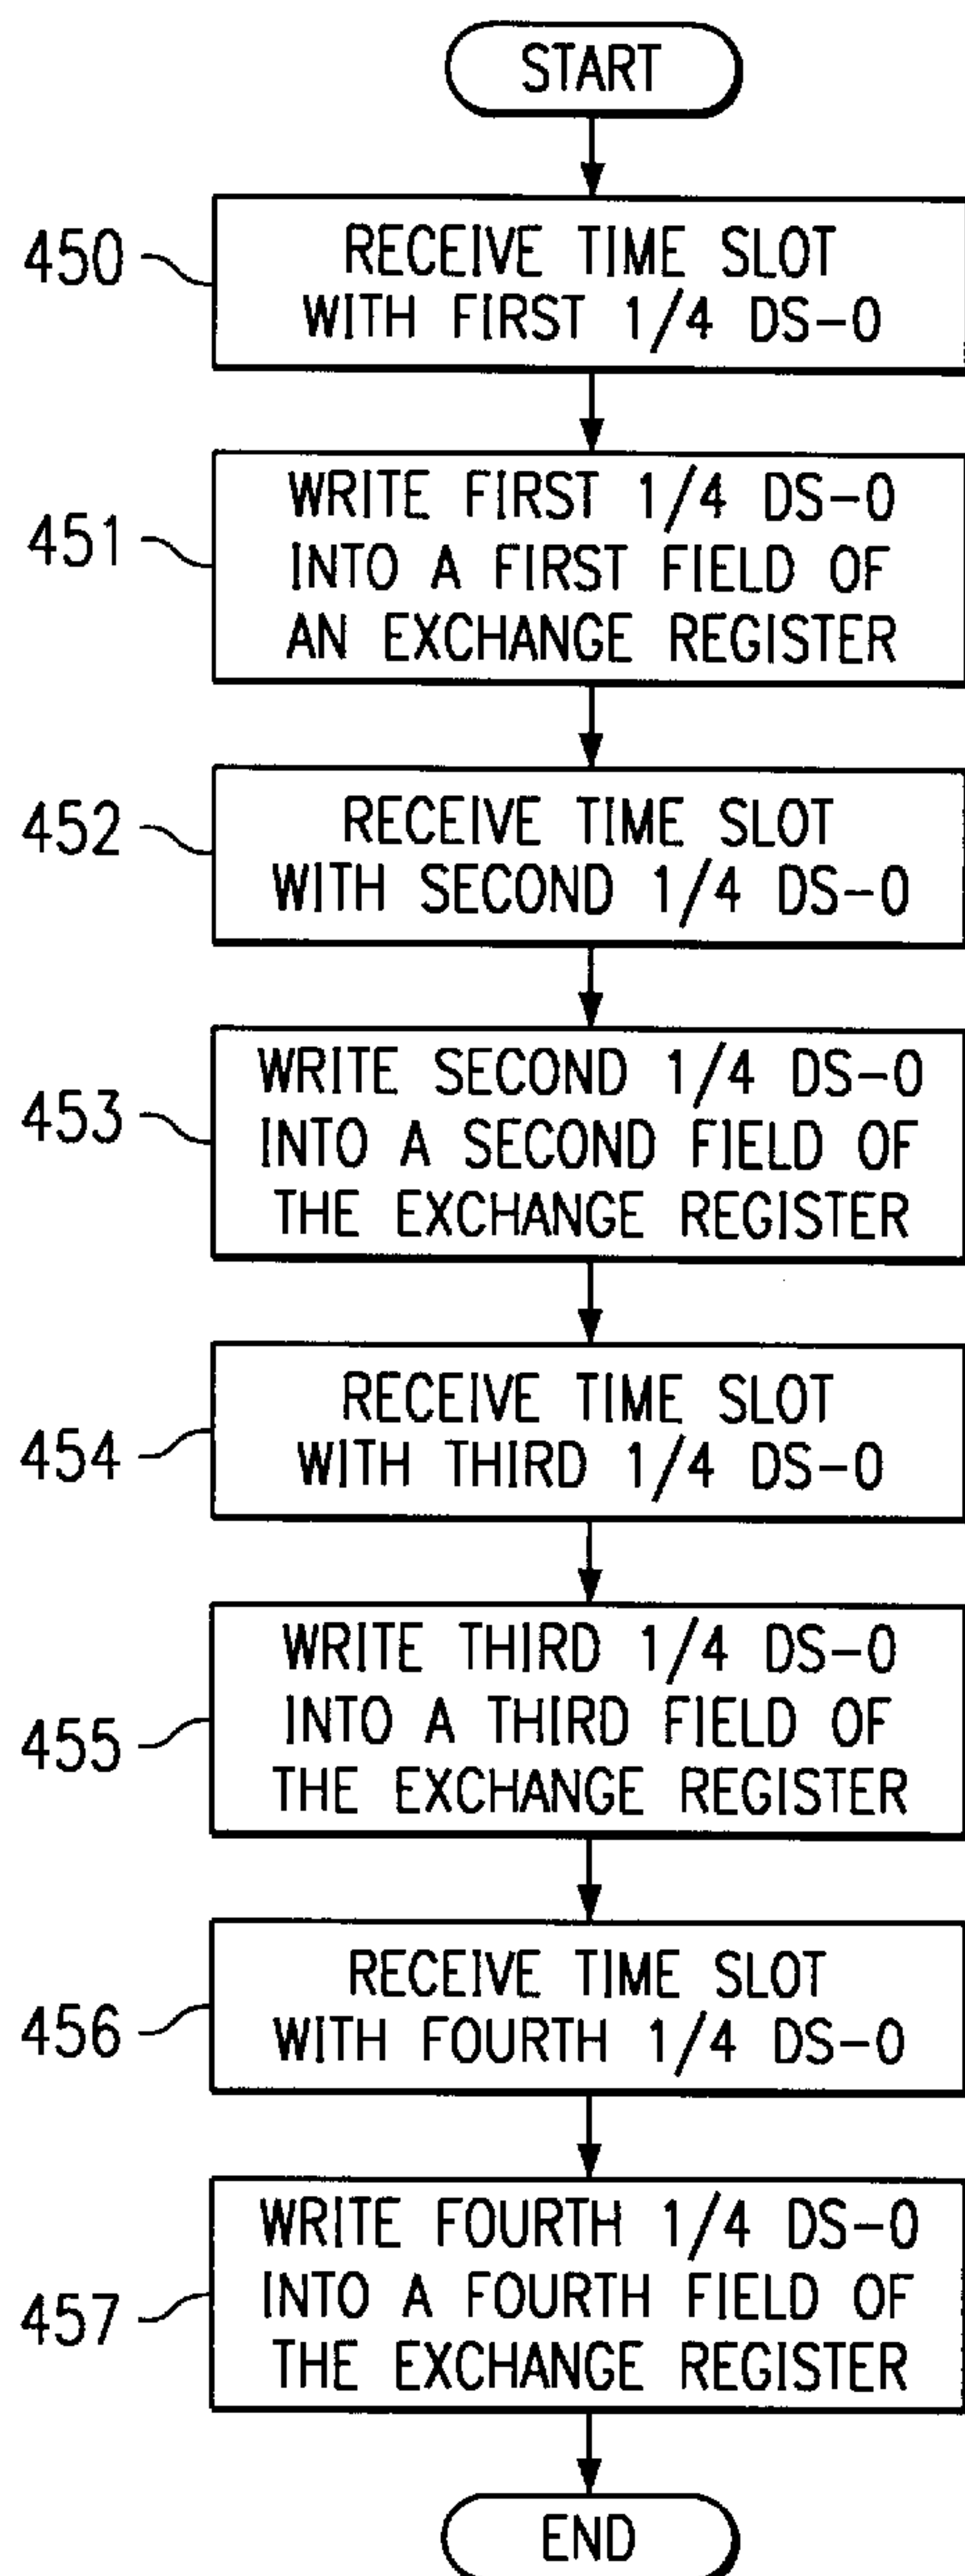 START
450
RECEIVE TIME SLOT
WITH FIRST 1/4 DS-0
451
WRITE FIRST 1/4 DS-0
INTO A FIRST FIELD OF
AN EXCHANGE REGISTER
452
RECEIVE TIME SLOT
WITH SECOND 1/4 DS-0
453
WRITE SECOND 1/4 DS-0
INTO A SECOND FIELD OF
THE EXCHANGE REGISTER
454
RECEIVE TIME SLOT
WITH THIRD 1/4 DS-0
455
WRITE THIRD 1/4 DS-0
INTO A THIRD FIELD OF
THE EXCHANGE REGISTER
456
RECEIVE TIME SLOT
WITH FOURTH 1/4 DS-0
457
WRITE FOURTH 1/4 DS-0
INTO A FOURTH FIELD OF
THE EXCHANGE REGISTER
END